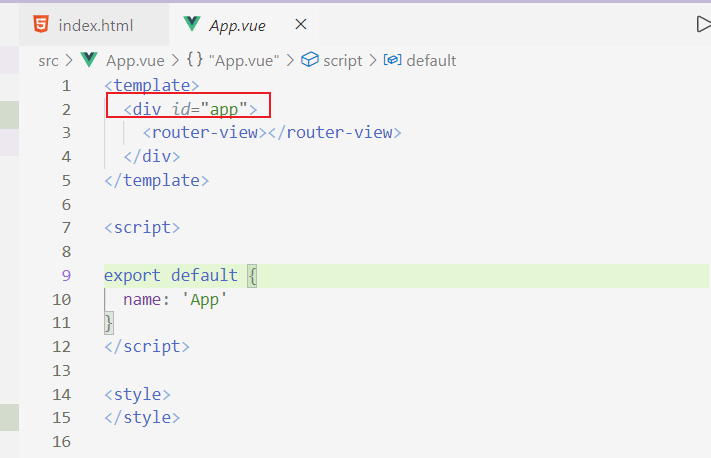 index.html App.vue
src > App.vue > {} "App.vue" > script > default
1 <template>
2 <div id="app">
3 <router-view></router-view>
4 </div>
5 </template>
6
7 <script>
8
9 export default {
10 name: 'App'
11 }
12 </script>
13
14 <style>
15 </style>
16